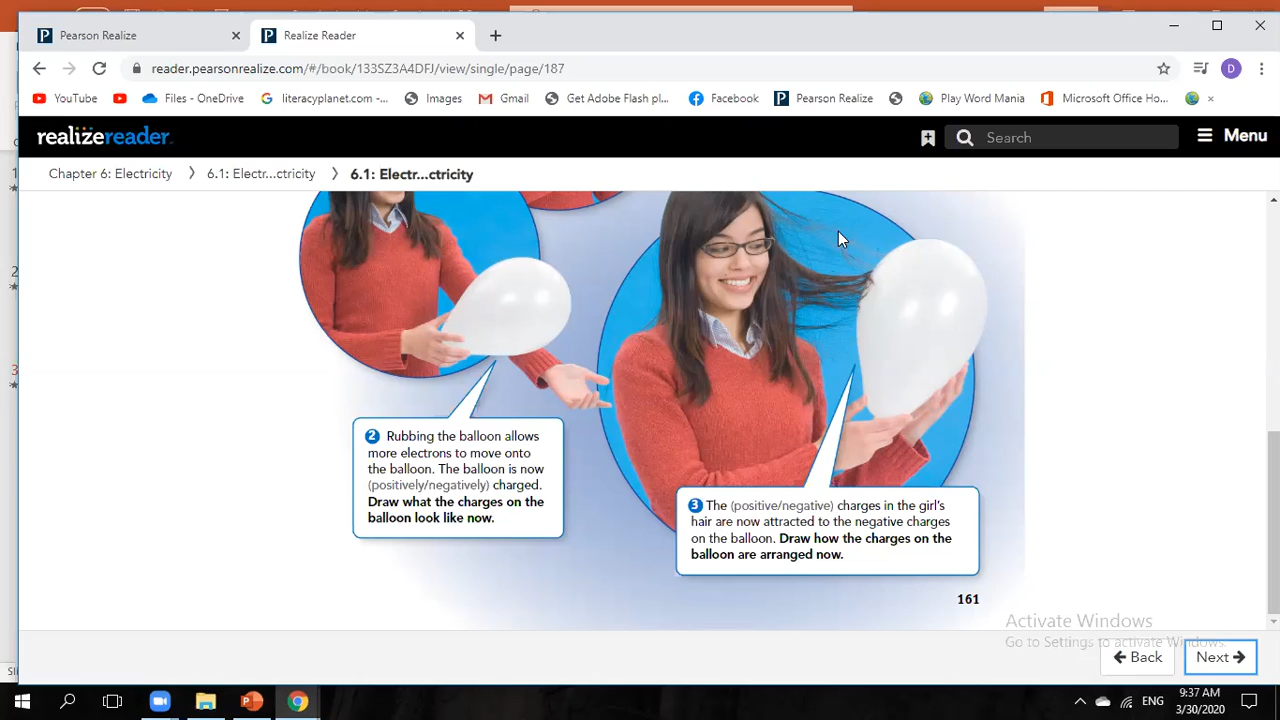 Pearson Realize
Realize Reader
reader.pearsonrealize.com/#/book/133SZ3A4DFJ/view/single/page/187
D
YouTube
Files - OneDrive
literacyplanet.com -...
Images
Gmail
Get Adobe Flash pl...
Facebook
Pearson Realize
Play Word Mania
Microsoft Office Ho...
realizereader
Search
Menu
Chapter 6: Electricity
6.1: Electr...ctricity
6.1: Electr...ctricity
2 Rubbing the balloon allows
more electrons to move onto
the balloon. The balloon is now
(positively/negatively) charged.
Draw what the charges on the
balloon look like now.
3 The (positive/negative) charges in the girl's
hair are now attracted to the negative charges
on the balloon. Draw how the charges on the
balloon are arranged now.
161
Activate Windows
Go to Settings to activate Windows.
Back
Next
1
2
3
ENG
9:37 AM
3/30/2020